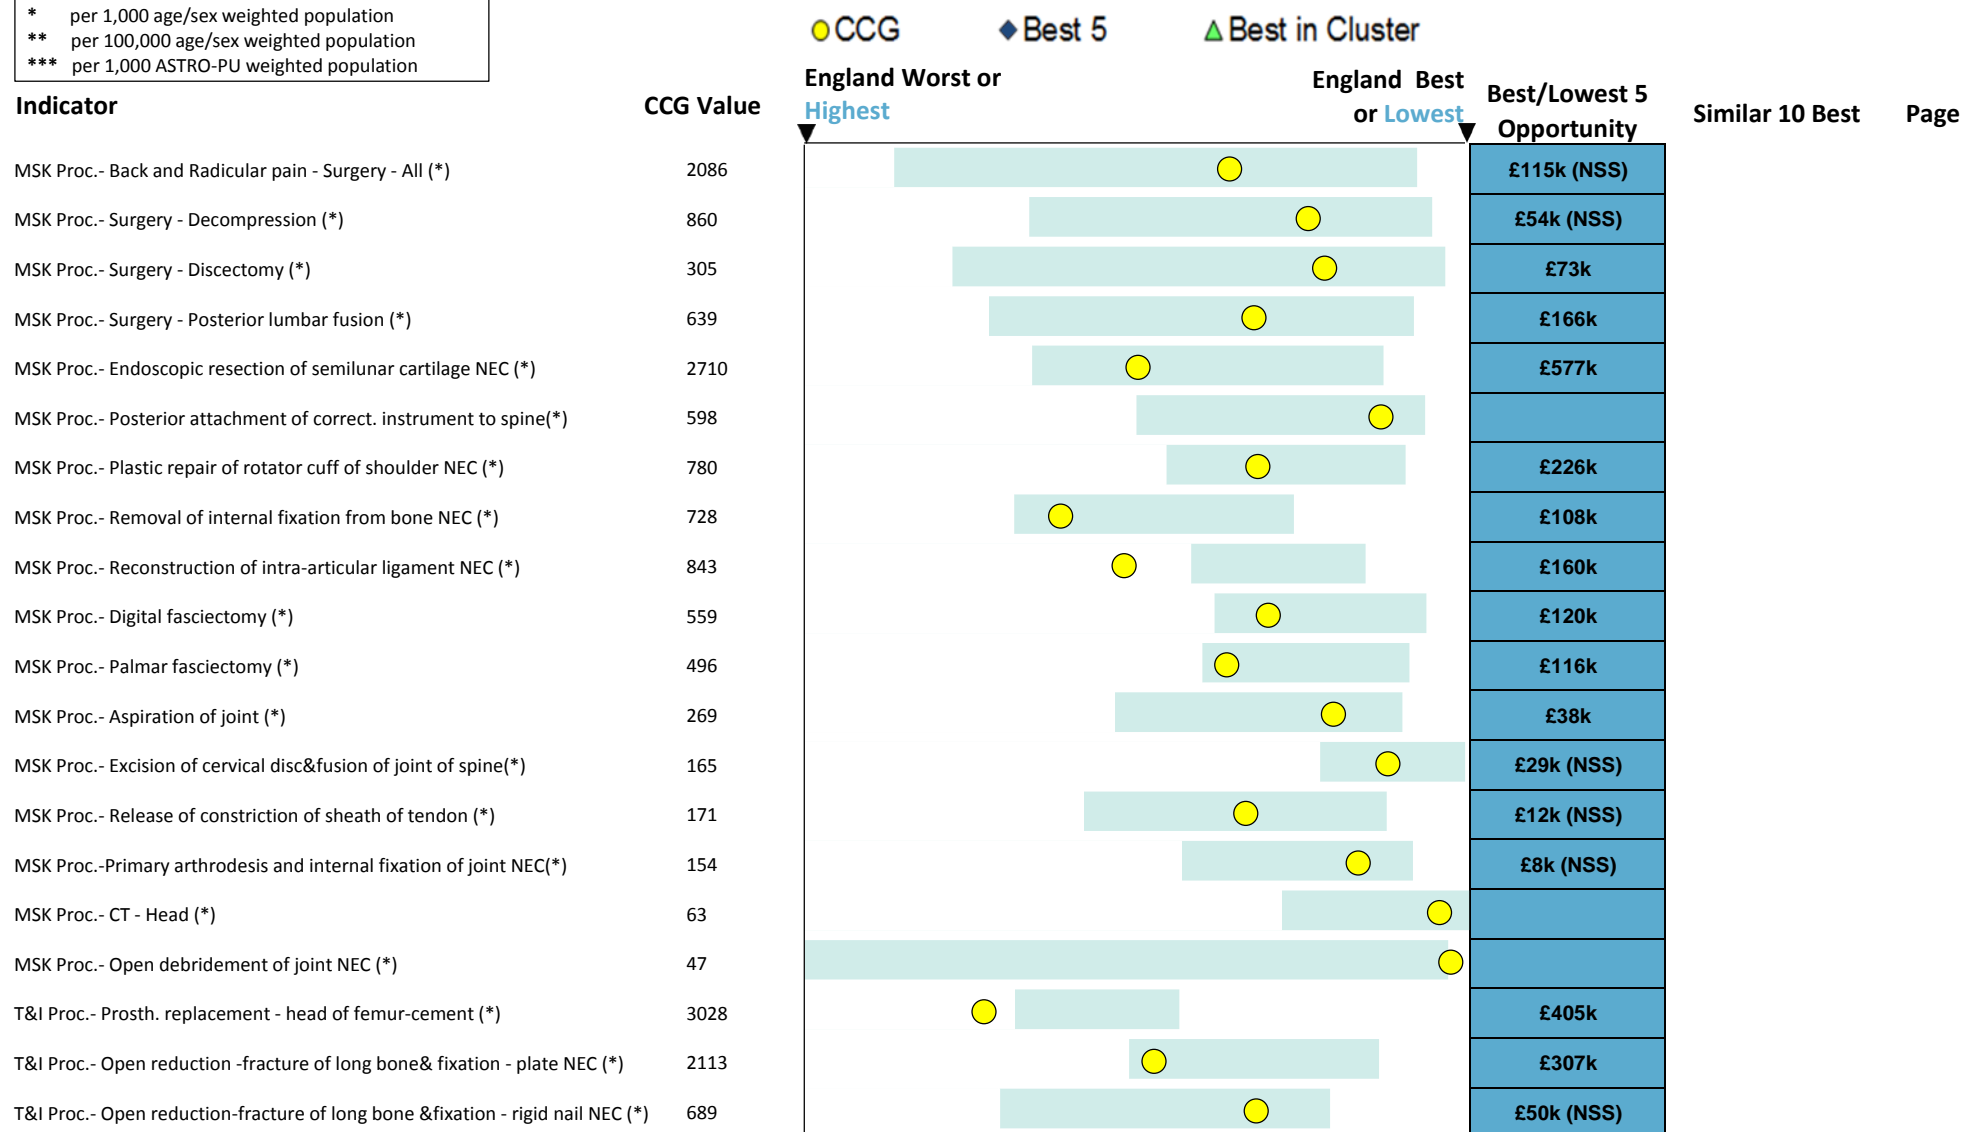 * per 1,000 age/sex weighted population
** per 100,000 age/sex weighted population
*** per 1,000 ASTRO-PU weighted population
CCG Best 5 Best in Cluster
England Worst or Highest
England Best or Lowest
Indicator CCG Value Best/Lowest 5 Opportunity Similar 10 Best Page
MSK Proc.- Back and Radicular pain - Surgery - All (*) 2086 £115k (NSS)
MSK Proc.- Surgery - Decompression (*) 860 £54k (NSS)
MSK Proc.- Surgery - Discectomy (*) 305 £73k
MSK Proc.- Surgery - Posterior lumbar fusion (*) 639 £166k
MSK Proc.- Endoscopic resection of semilunar cartilage NEC (*) 2710 £577k
MSK Proc.- Posterior attachment of correct. instrument to spine(*) 598
MSK Proc.- Plastic repair of rotator cuff of shoulder NEC (*) 780 £226k
MSK Proc.- Removal of internal fixation from bone NEC (*) 728 £108k
MSK Proc.- Reconstruction of intra-articular ligament NEC (*) 843 £160k
MSK Proc.- Digital fasciectomy (*) 559 £120k
MSK Proc.- Palmar fasciectomy (*) 496 £116k
MSK Proc.- Aspiration of joint (*) 269 £38k
MSK Proc.- Excision of cervical disc&fusion of joint of spine(*) 165 £29k (NSS)
MSK Proc.- Release of constriction of sheath of tendon (*) 171 £12k (NSS)
MSK Proc.-Primary arthrodesis and internal fixation of joint NEC(*) 154 £8k (NSS)
MSK Proc.- CT - Head (*) 63
MSK Proc.- Open debridement of joint NEC (*) 47
T&I Proc.- Prosth. replacement - head of femur-cement (*) 3028 £405k
T&I Proc.- Open reduction -fracture of long bone& fixation - plate NEC (*) 2113 £307k
T&I Proc.- Open reduction-fracture of long bone &fixation - rigid nail NEC (*) 689 £50k (NSS)